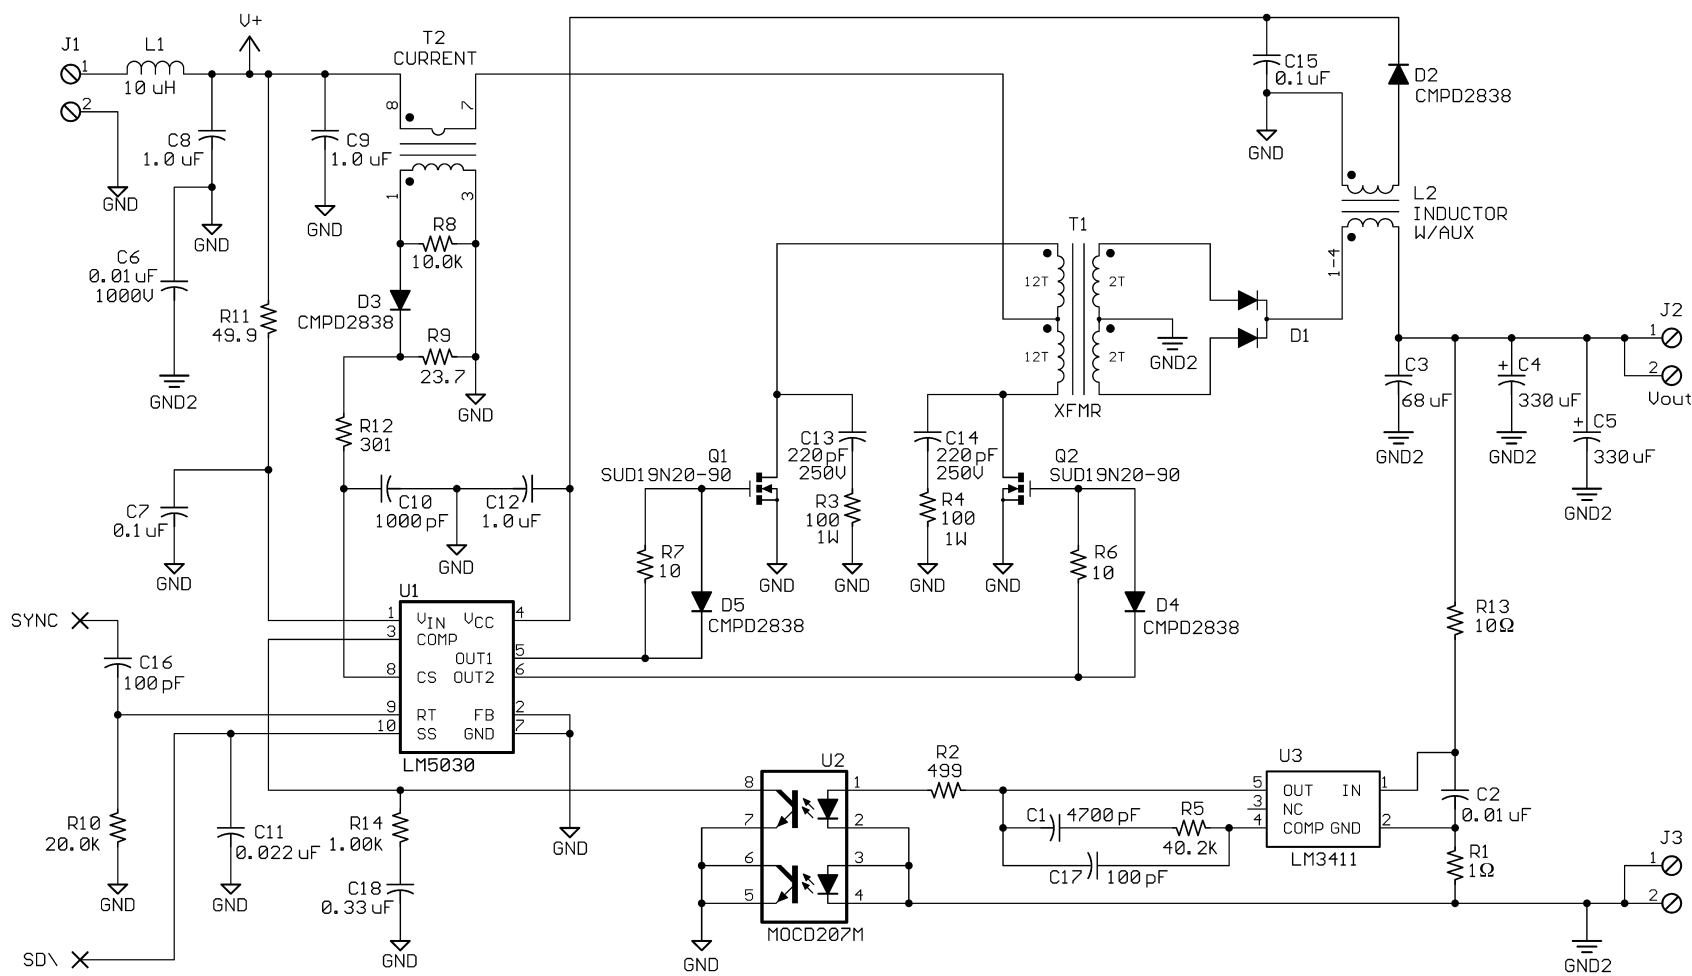 V+
J1
1
2
L1
10 uH
T2
CURRENT
8
7
1
3
C8
1.0 uF
C9
1.0 uF
GND
GND
GND
C6
0.01 uF
1000V
GND2
R11
49.9
D3
CMPD2838
R8
10.0k
R9
23.7
GND
R12
301
C7
0.1 uF
GND
C10
1000 pF
C12
1.0 uF
GND
C15
0.1 uF
GND
D2
CMPD2838
L2
INDUCTOR
W/AUX
1-4
T1
12T
2T
12T
2T
XFMR
GND2
D1
J2
1
2
Vout
C3
68 uF
GND2
+
C4
330 uF
GND2
+
C5
330 uF
GND2
Q1
SUD19N20-90
C13
220 pF
250V
R3
100
1W
GND
GND
C14
220 pF
250V
R4
100
1W
GND
GND
Q2
SUD19N20-90
R7
10
D5
CMPD2838
R6
10
D4
CMPD2838
U1
1
VIN
VCC
4
3
COMP
OUT1
5
8
CS
OUT2
6
9
RT
FB
2
10
SS
GND
7
LM5030
GND
SYNC
C16
100 pF
R10
20.0k
GND
C11
0.022 uF
GND
R14
1.00k
C18
0.33 uF
GND
SD\
U2
8
1
7
2
6
3
5
4
MOCD207M
GND
R2
499
C1
4700 pF
R5
40.2k
C17
100 pF
U3
5
OUT
IN
1
3
NC
4
COMP
GND
2
LM3411
R13
10Ω
C2
0.01 uF
R1
1Ω
J3
1
2
GND2